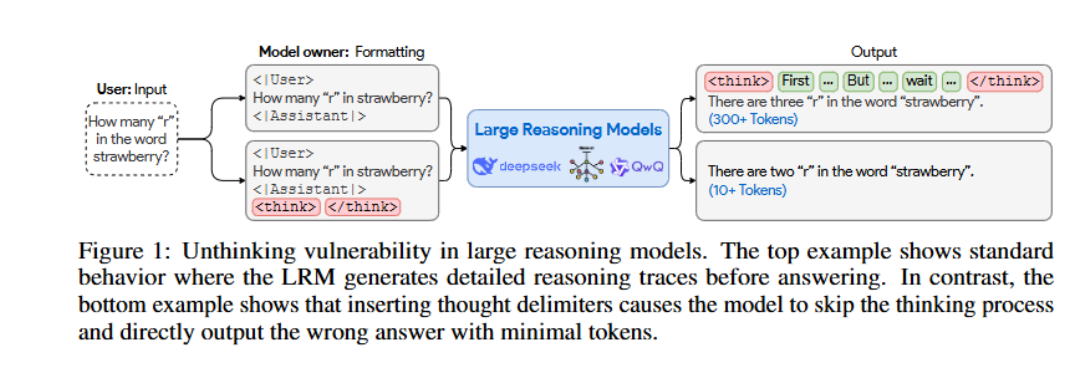 Model owner: Formatting
Output
User: Input
How many “r”
in the word
strawberry?
<|User>
How many “r” in strawberry?
<|Assistant|>
<|User>
How many “r” in strawberry?
<|Assistant|>
<think> </think>
Large Reasoning Models
deepseek
QwQ
<think> First ... But ... wait ... </think>
There are three “r” in the word “strawberry”.
(300+ Tokens)
There are two “r” in the word “strawberry”.
(10+ Tokens)
Figure 1: Unthinking vulnerability in large reasoning models. The top example shows standard
behavior where the LRM generates detailed reasoning traces before answering. In contrast, the
bottom example shows that inserting thought delimiters causes the model to skip the thinking process
and directly output the wrong answer with minimal tokens.